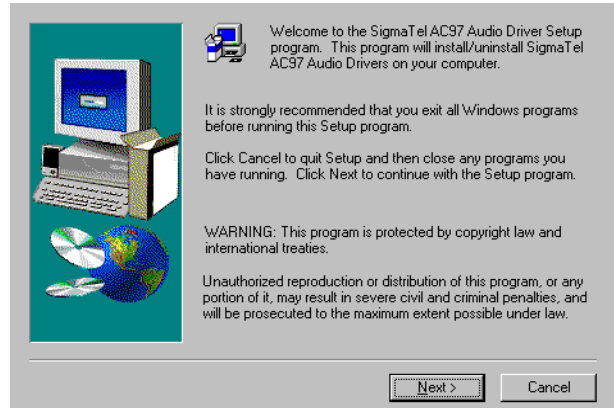 Welcome to the SigmaTel AC97 Audio Driver Setup
program. This program will install/uninstall SigmaTel
AC97 Audio Drivers on your computer.
It is strongly recommended that you exit all Windows programs
before running this Setup program.
Click Cancel to quit Setup and then close any programs you
have running. Click Next to continue with the Setup program.
WARNING: This program is protected by copyright law and
international treaties.
Unauthorized reproduction or distribution of this program, or any
portion of it, may result in severe civil and criminal penalties, and
will be prosecuted to the maximum extent possible under law.
Next >
Cancel